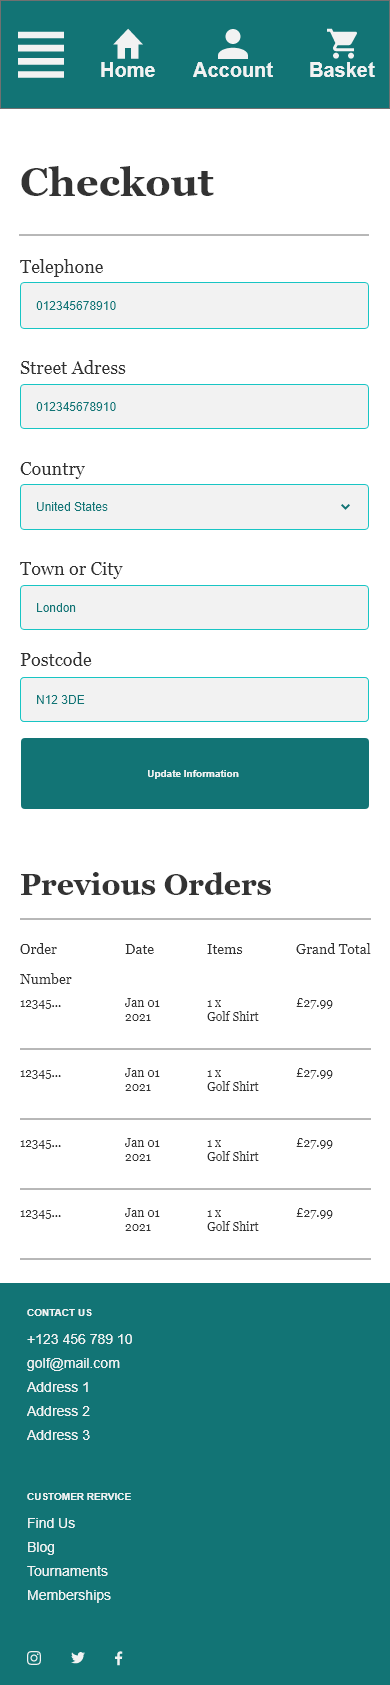 Home Account Basket
Checkout
Telephone
012345678910
Street Adress
012345678910
Country
United States
Town or City
London
Postcode
N12 3DE
Update Information
Previous Orders
Order Number Date Items Grand Total
12345... Jan 01 2021 1 x Golf Shirt £27.99
12345... Jan 01 2021 1 x Golf Shirt £27.99
12345... Jan 01 2021 1 x Golf Shirt £27.99
12345... Jan 01 2021 1 x Golf Shirt £27.99
CONTACT US
+123 456 789 10
golf@mail.com
Address 1
Address 2
Address 3
CUSTOMER RERVICE
Find Us
Blog
Tournaments
Memberships